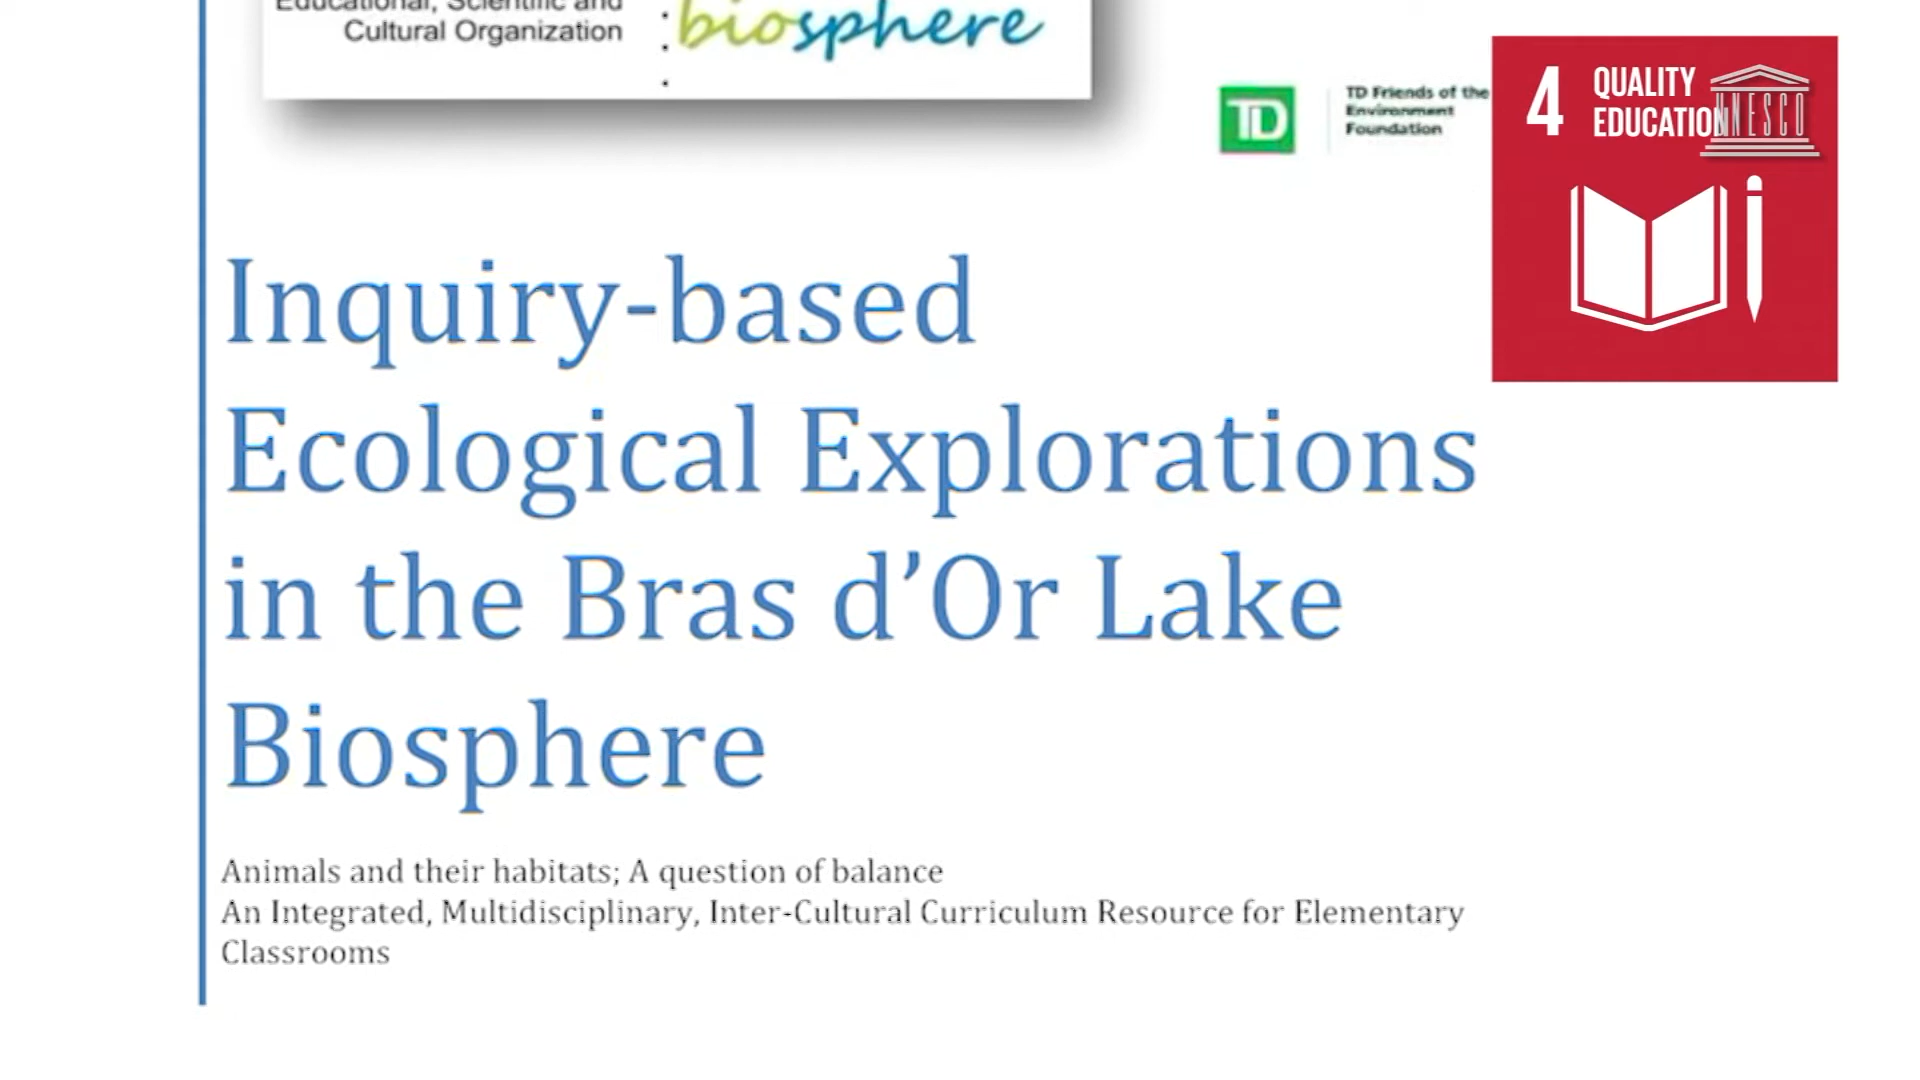 Educational, Scientific and
Cultural Organization
biosphere
TD
TD Friends of the
Environment
Foundation
4 QUALITY
EDUCATION
UNESCO
Inquiry-based
Ecological Explorations
in the Bras d’Or Lake
Biosphere
Animals and their habitats; A question of balance
An Integrated, Multidisciplinary, Inter-Cultural Curriculum Resource for Elementary
Classrooms